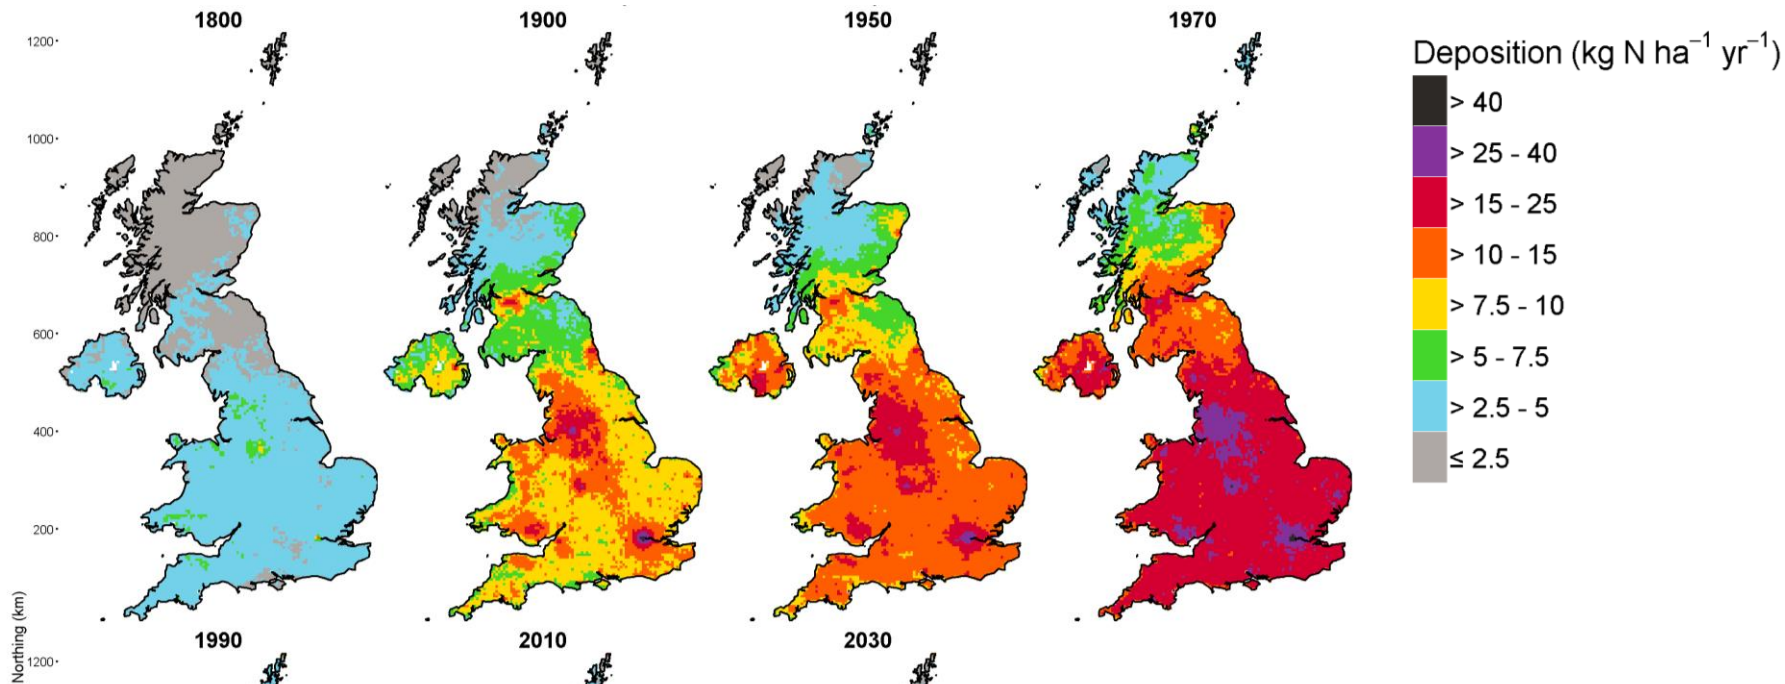 1800 1900 1950 1970
Deposition (kg N ha⁻¹ yr⁻¹)
> 40
> 25 - 40
> 15 - 25
> 10 - 15
> 7.5 - 10
> 5 - 7.5
> 2.5 - 5
≤ 2.5
1200
1000
800
600
400
200
Northing (km)
1990 2010 2030
1200